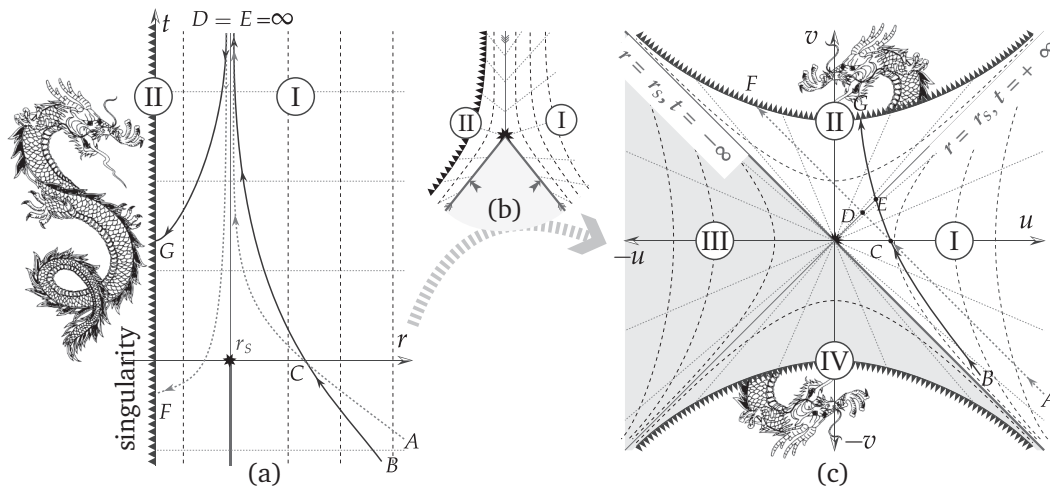 t
D = E = ∞
II
I
G
r_S
r
C
F
A
B
singularity
(a)
II
I
(b)
v
r = r_S, t = −∞
r = r_S, t = + ∞
F
G
II
D
E
C
III
I
u
−u
IV
B
A
−v
(c)